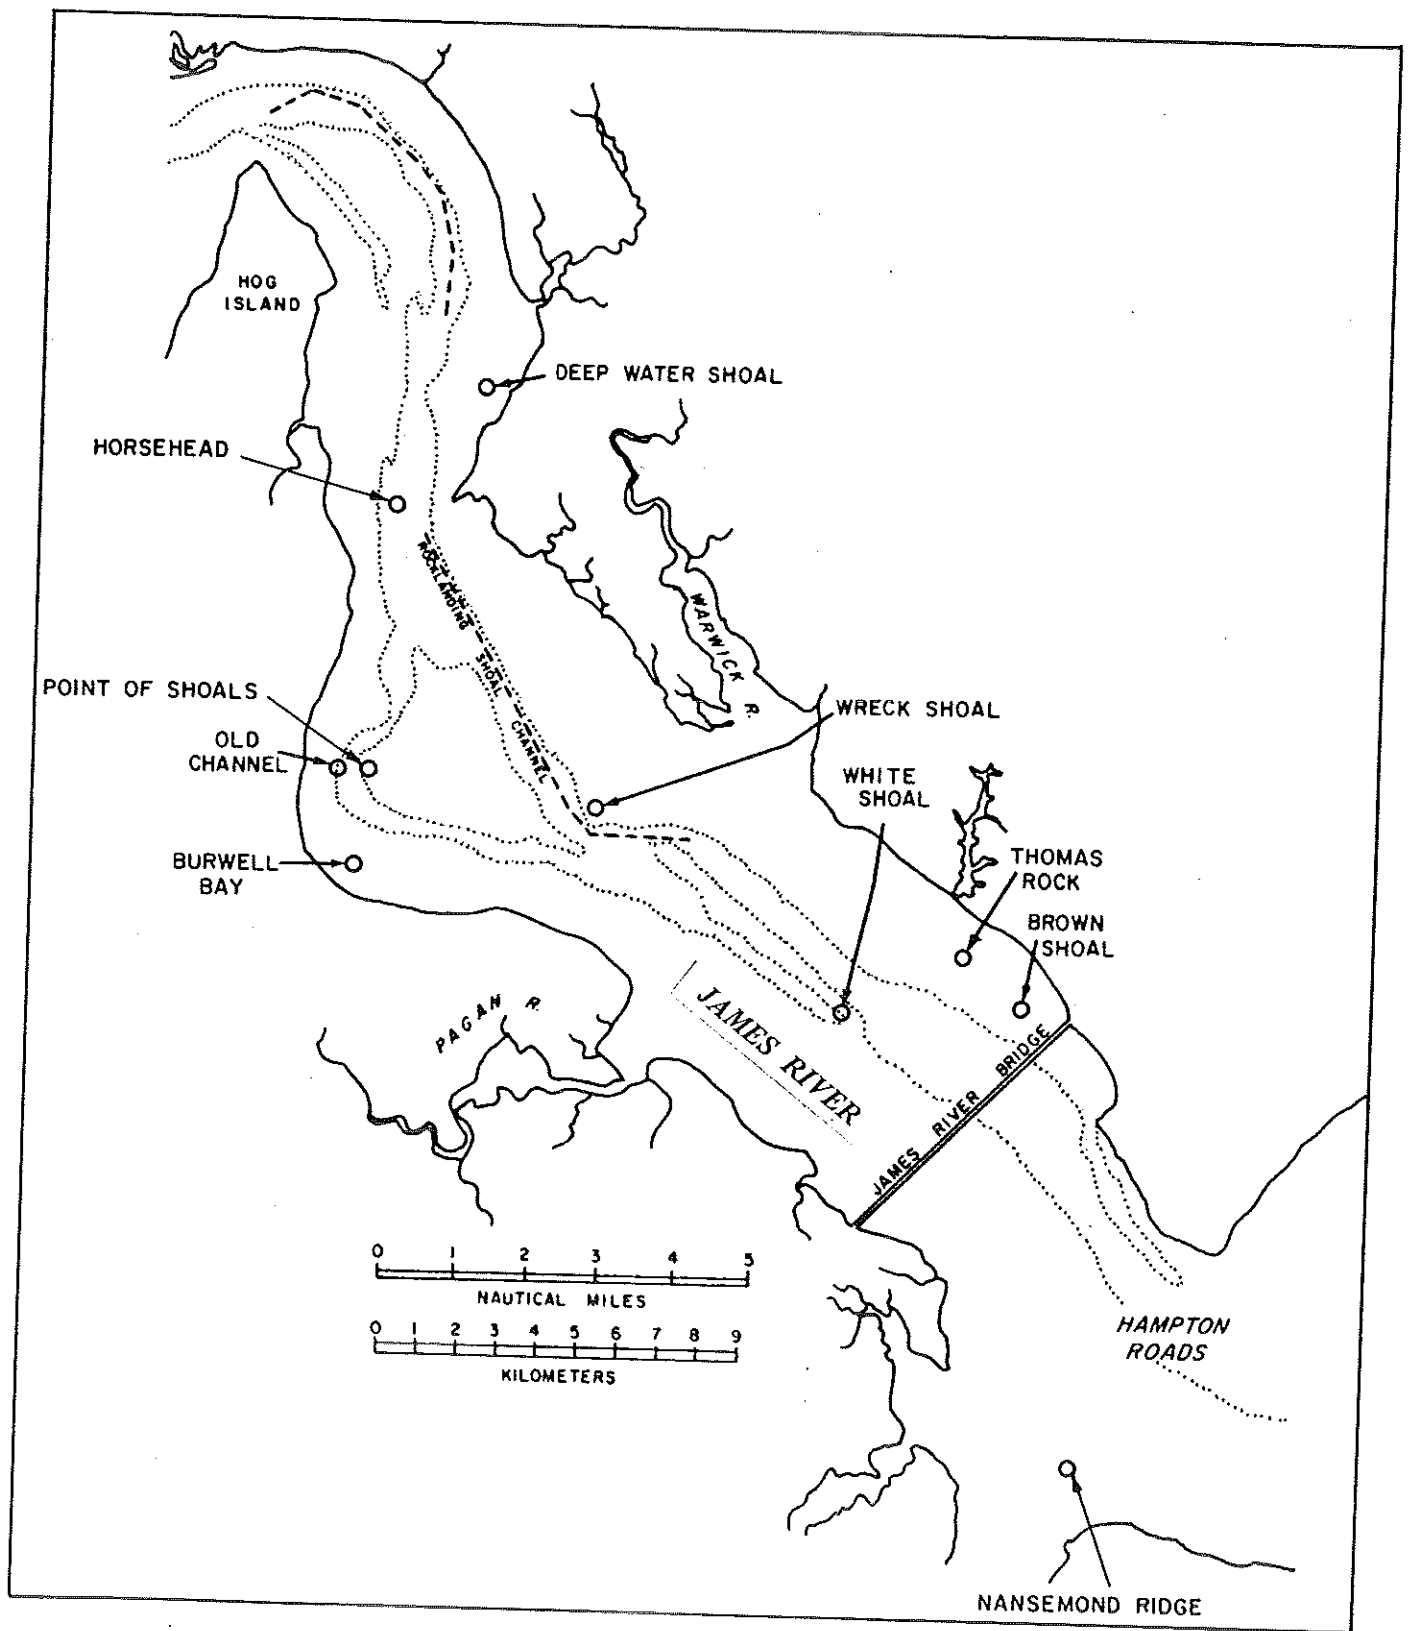 HOG
ISLAND
DEEP WATER SHOAL
HORSEHEAD
ROCKLANDING
SHOAL
CHANNEL
WARWICK R.
POINT OF SHOALS
OLD
CHANNEL
WRECK SHOAL
WHITE
SHOAL
BURWELL
BAY
THOMAS
ROCK
BROWN
SHOAL
PAGAN R.
JAMES RIVER
JAMES RIVER BRIDGE
0 1 2 3 4 5
NAUTICAL MILES
0 1 2 3 4 5 6 7 8 9
KILOMETERS
HAMPTON
ROADS
NANSEMOND RIDGE